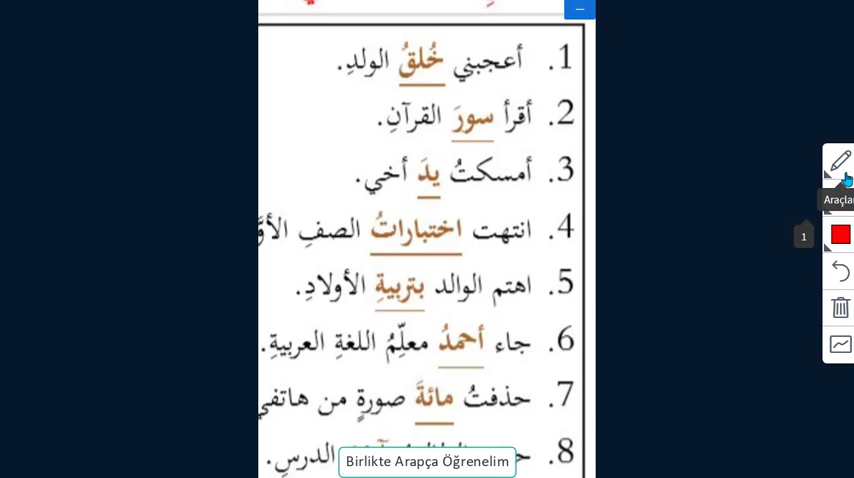 1. أعجبني خُلقُ الولدِ.
2. أقرأ سورَ القرآنِ.
3. أمسكتُ يدَ أخي.
4. انتهت اختباراتُ الصفِ
5. اهتم الوالد بتربيةِ الأولادِ.
6. جاء أحمدُ معلِّمُ اللغةِ العربيةِ.
7. حذفتُ مائةَ صورةٍ من هاتفي
8. الدرسِ.
Birlikte Arapça Öğrenelim
1